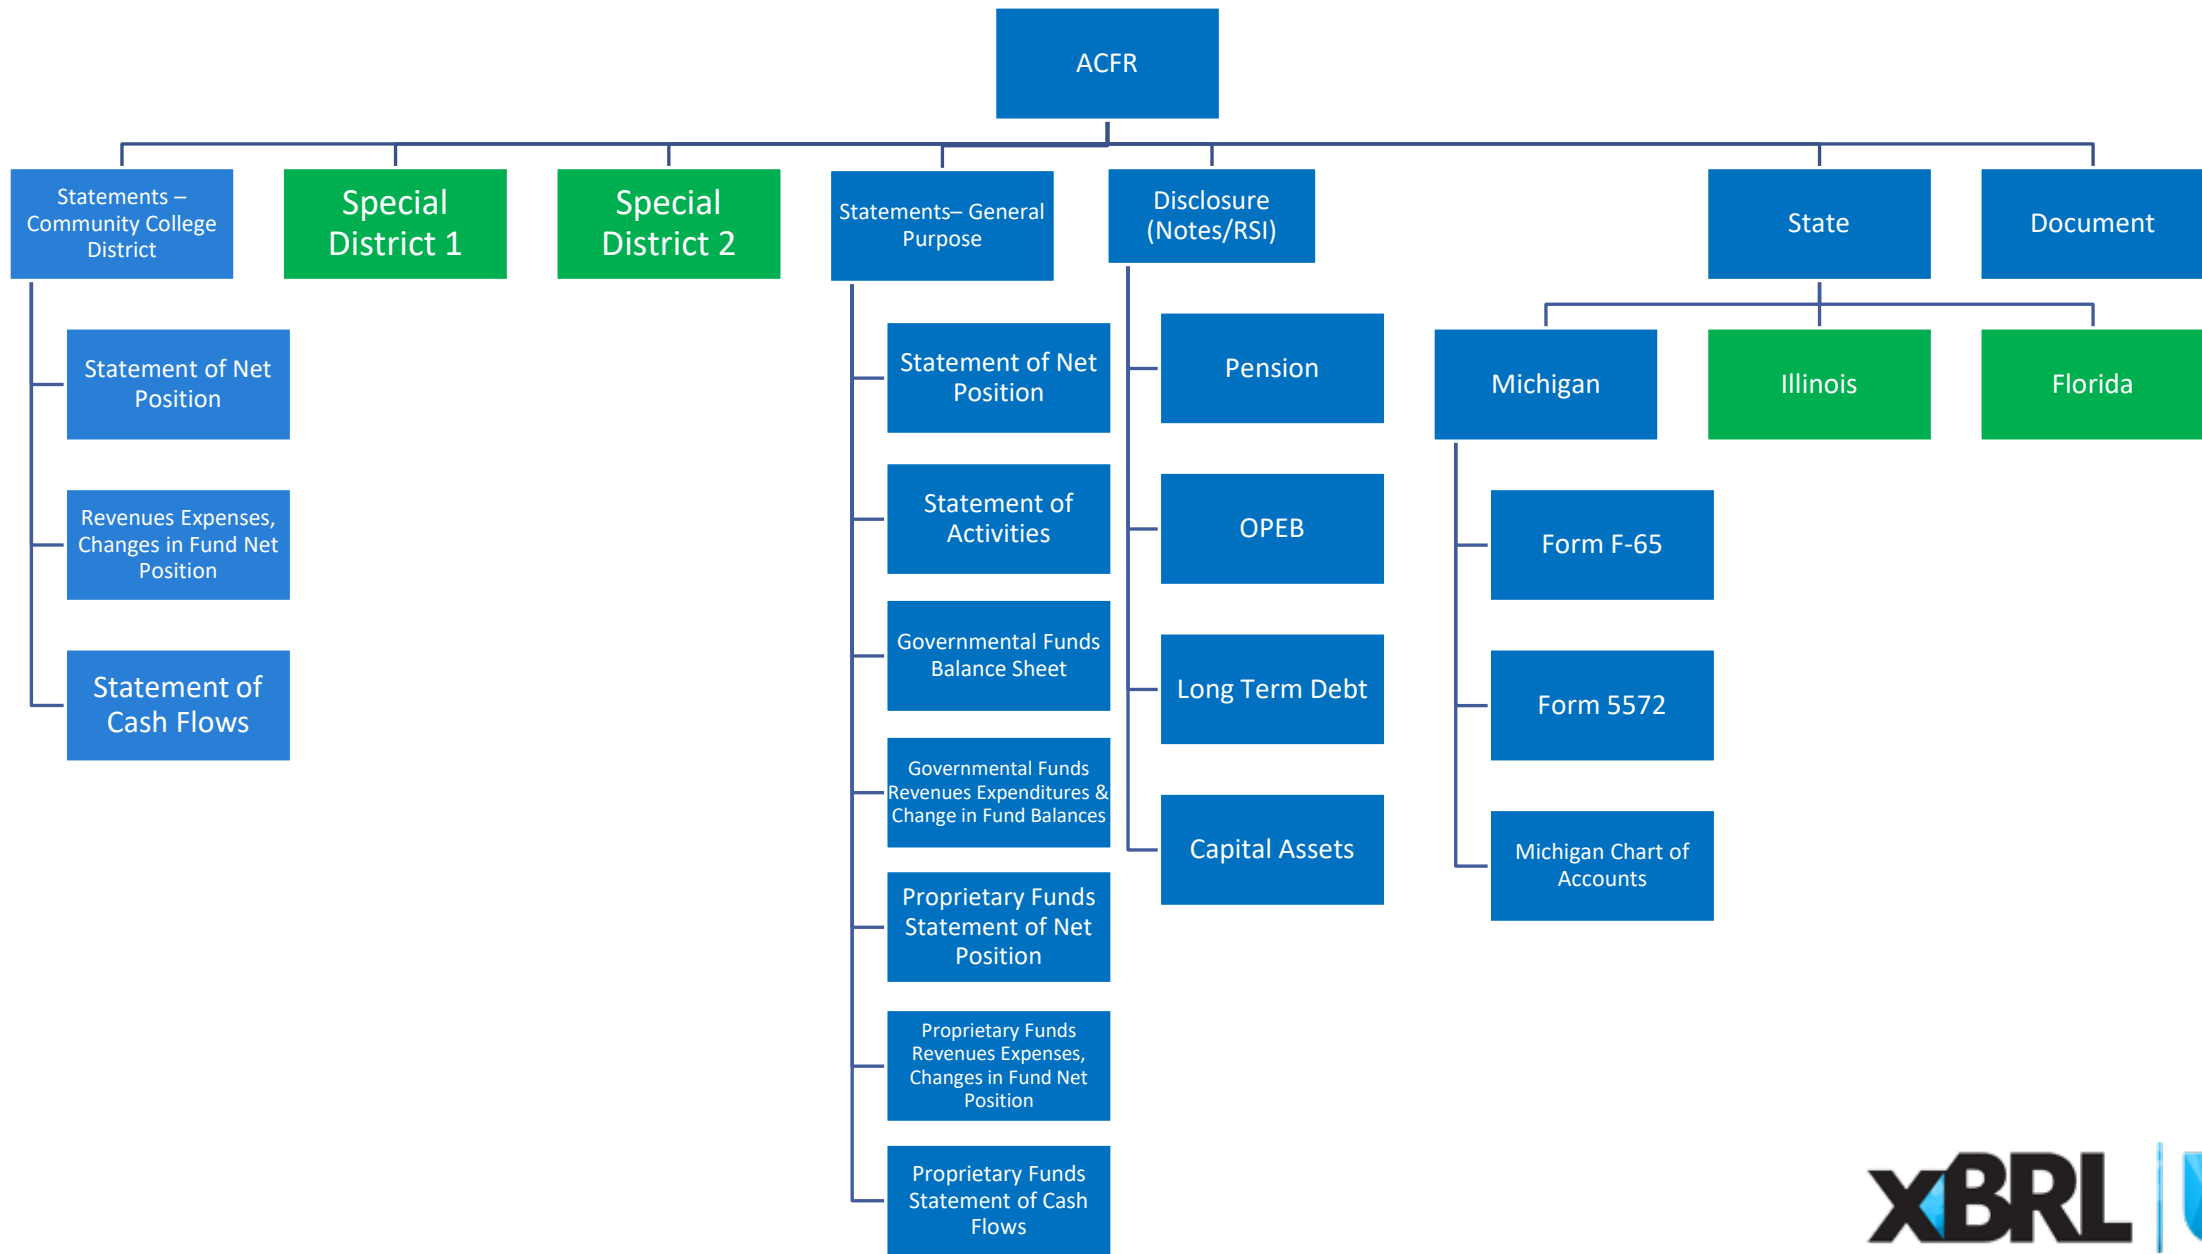 ACFR
Statements –
Community College
District
Special
District 1
Special
District 2
Statements– General
Purpose
Disclosure
(Notes/RSI)
State
Document
Statement of Net
Position
Revenues Expenses,
Changes in Fund Net
Position
Statement of
Cash Flows
Statement of Net
Position
Statement of
Activities
Governmental Funds
Balance Sheet
Governmental Funds
Revenues Expenditures &
Change in Fund Balances
Proprietary Funds
Statement of Net
Position
Proprietary Funds
Revenues Expenses,
Changes in Fund Net
Position
Proprietary Funds
Statement of Cash
Flows
Pension
OPEB
Long Term Debt
Capital Assets
Michigan
Illinois
Florida
Form F-65
Form 5572
Michigan Chart of
Accounts
XBRL